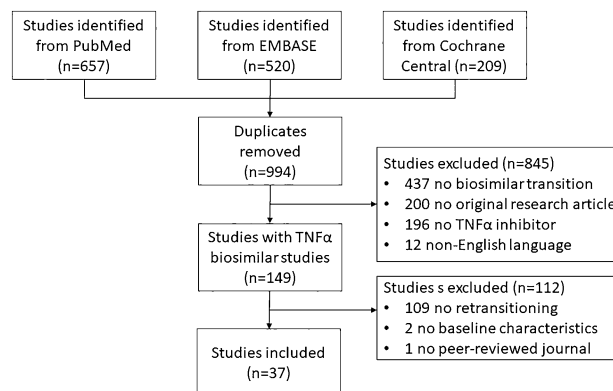 Studies identified
from PubMed
(n=657)
Studies identified
from EMBASE
(n=520)
Studies identified
from Cochrane
Central (n=209)
Duplicates
removed
(n=994)
Studies excluded (n=845)
• 437 no biosimilar transition
• 200 no original research article
• 196 no TNFα inhibitor
• 12 non-English language
Studies with TNFα
biosimilar studies
(n=149)
Studies s excluded (n=112)
• 109 no retransitioning
• 2 no baseline characteristics
• 1 no peer-reviewed journal
Studies included
(n=37)